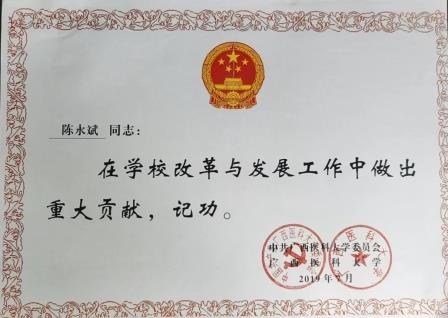 陈永斌 同志:
在学校改革与发展工作中做出
重大贡献，记功。
中共广西医科大学委员会
广西医科大学
2019年7月